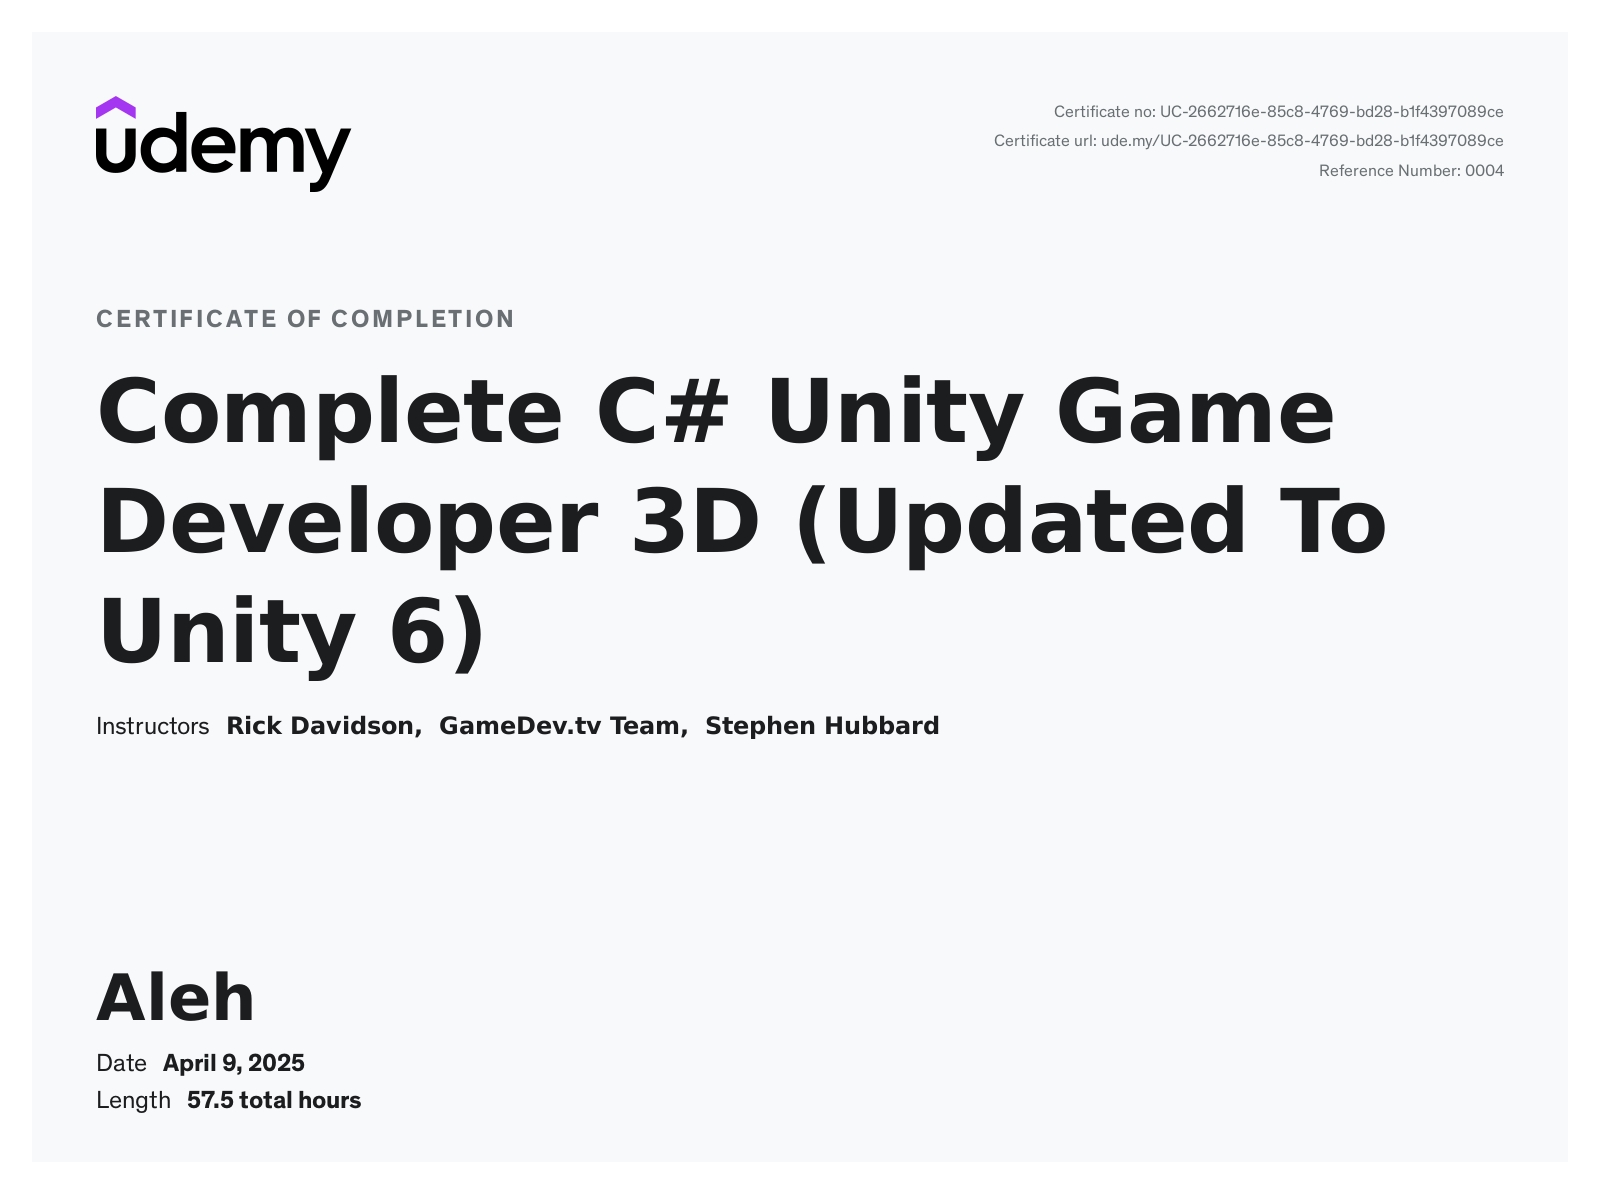 udemy
Certificate no: UC-2662716e-85c8-4769-bd28-b1f4397089ce
Certificate url: ude.my/UC-2662716e-85c8-4769-bd28-b1f4397089ce
Reference Number: 0004
CERTIFICATE OF COMPLETION
Complete C# Unity Game
Developer 3D (Updated To
Unity 6)
Instructors Rick Davidson, GameDev.tv Team, Stephen Hubbard
Aleh
Date April 9, 2025
Length 57.5 total hours